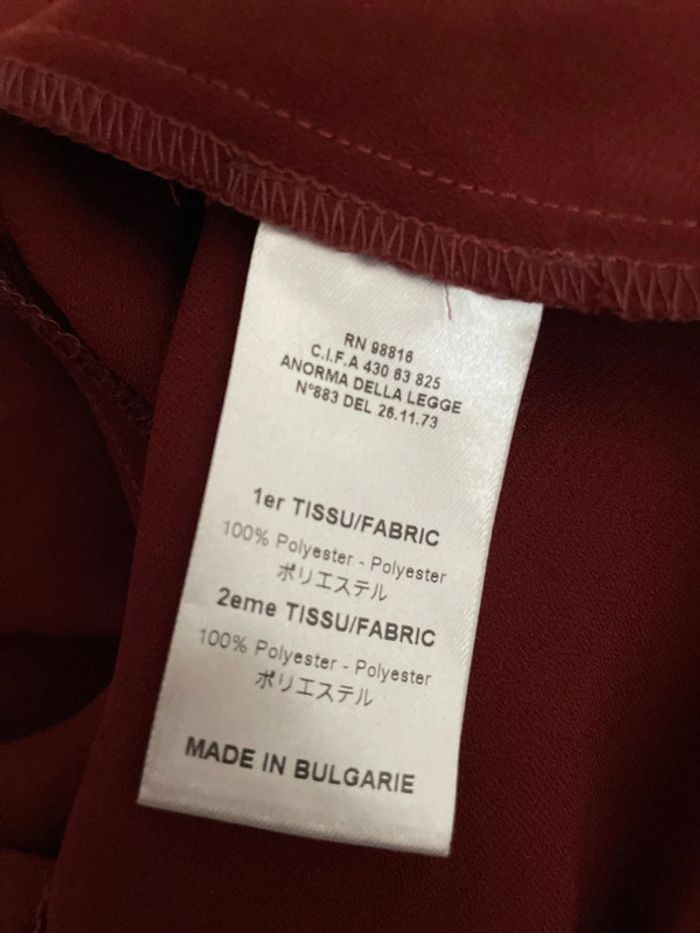 RN 98816
C.I.F.A 430 63 825
ANORMA DELLA LEGGE
N°883 DEL 26.11.73
1er TISSU/FABRIC
100% Polyester - Polyester
ポリエステル
2eme TISSU/FABRIC
100% Polyester - Polyester
ポリエステル
MADE IN BULGARIE